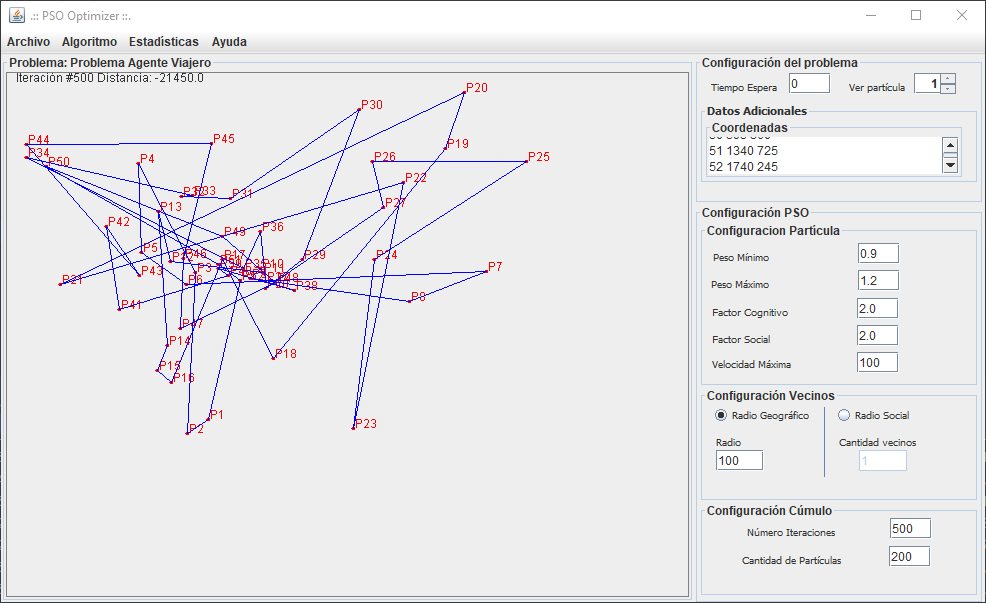 .:: PSO Optimizer ::.
Archivo Algoritmo Estadísticas Ayuda
Problema: Problema Agente Viajero
Iteración #500 Distancia: -21450.0
P20
P30
P44
P45
P19
P34
P50
P4
P26
P25
P22
P33
P31
P13
P27
P42
P36
P49
P5
P46
P17
P29
P24
P43
P3
P10
P7
P21
P6
P8
P41
P47
P14
P18
P15
P16
P1
P2
P23
Configuración del problema
Tiempo Espera 0 Ver partícula 1
Datos Adicionales
Coordenadas
51 1340 725
52 1740 245
Configuración PSO
Configuracion Partícula
Peso Mínimo 0.9
Peso Máximo 1.2
Factor Cognitivo 2.0
Factor Social 2.0
Velocidad Máxima 100
Configuración Vecinos
Radio Geográfico Radio Social
Radio Cantidad vecinos
100 1
Configuración Cúmulo
Número Iteraciones 500
Cantidad de Partículas 200